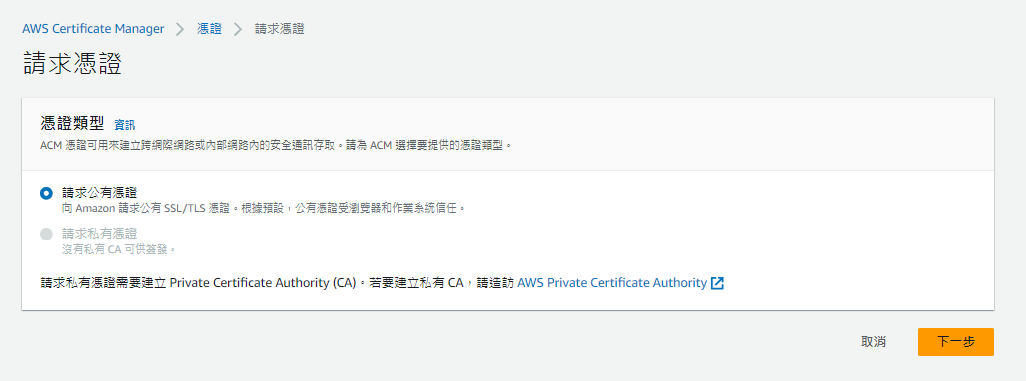 AWS Certificate Manager > 憑證 > 請求憑證
請求憑證
憑證類型 資訊
ACM 憑證可用來建立跨網際網路或內部網路內的安全通訊存取。請為 ACM 選擇要提供的憑證類型。
請求公有憑證
向 Amazon 請求公有 SSL/TLS 憑證。根據預設，公有憑證受瀏覽器和作業系統信任。
請求私有憑證
沒有私有 CA 可供簽發。
請求私有憑證需要建立 Private Certificate Authority (CA)。若要建立私有 CA，請造訪 AWS Private Certificate Authority
取消 下一步